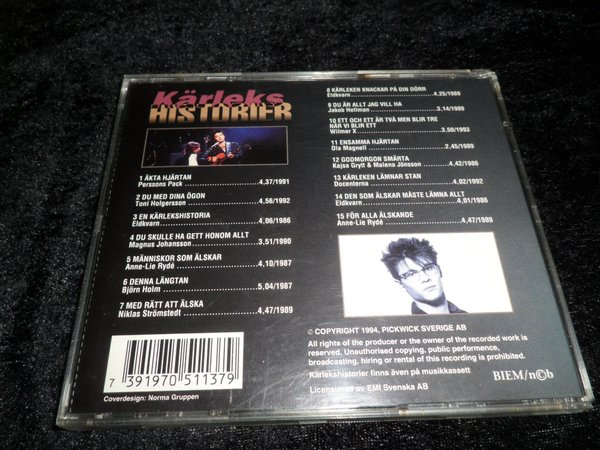 Kärleks
HISTORIER
1 ÄKTA HJÄRTAN
Perssons Pack..........4,37/1991
2 DU MED DINA ÖGON
Toni Holgersson..........4,56/1992
3 EN KÄRLEKSHISTORIA
Eldkvarn..........4,06/1986
4 DU SKULLE HA GETT HONOM ALLT
Magnus Johansson..........3,51/1990
5 MÄNNISKOR SOM ÄLSKAR
Anne-Lie Rydé..........4,10/1987
6 DENNA LÄNGTAN
Björn Holm..........5,04/1987
7 MED RÄTT ATT ÄLSKA
Niklas Strömstedt..........4,47/1989
8 KÄRLEKEN KNACKAR PÅ DIN DÖRR
Eldkvarn..........4,25/1989
9 DU ÄR ALLT JAG VILL HA
Jakob Hellman..........3,14/1989
10 ETT OCH ETT ÄR TVÅ MEN BLIR TRE
NÄR VI BLIR ETT
Wilmer X..........3,50/1993
11 ENSAMMA HJÄRTAN
Ola Magnell..........2,45/1989
12 GODMORGON SMÄRTA
Kajsa Grytt & Malena Jönsson..........4,42/1986
13 KÄRLEKEN LÄMNAR STAN
Docenterna..........4,02/1992
14 DEN SOM ÄLSKAR MÅSTE LÄMNA ALLT
Eldkvarn..........4,01/1986
15 FÖR ALLA ÄLSKANDE
Anne-Lie Rydé..........4,47/1989
© COPYRIGHT 1994, PICKWICK SVERIGE AB
All rights of the producer or the owner of the recorded work is
reserved. Unauthorised copying, public performence,
broadcasting, hiring or rental of this recording is prohibited.
Kärlekshistorier finns även på musikkassett
Licensierad av EMI Svenska AB
BIEM/n©b
7 391970 511379
Coverdesign: Norma Gruppen